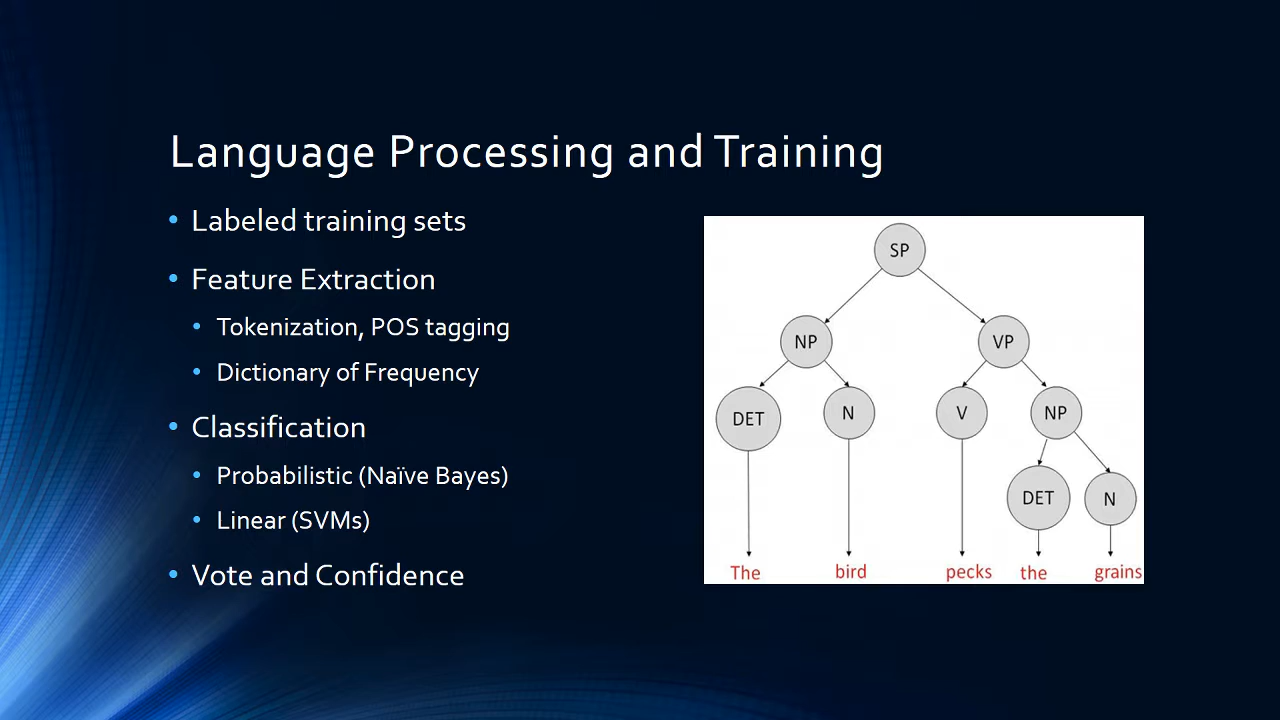 Language Processing and Training
• Labeled training sets
• Feature Extraction
• Tokenization, POS tagging
• Dictionary of Frequency
• Classification
• Probabilistic (Naïve Bayes)
• Linear (SVMs)
• Vote and Confidence
SP
NP VP
DET N V NP
DET N
The bird pecks the grains